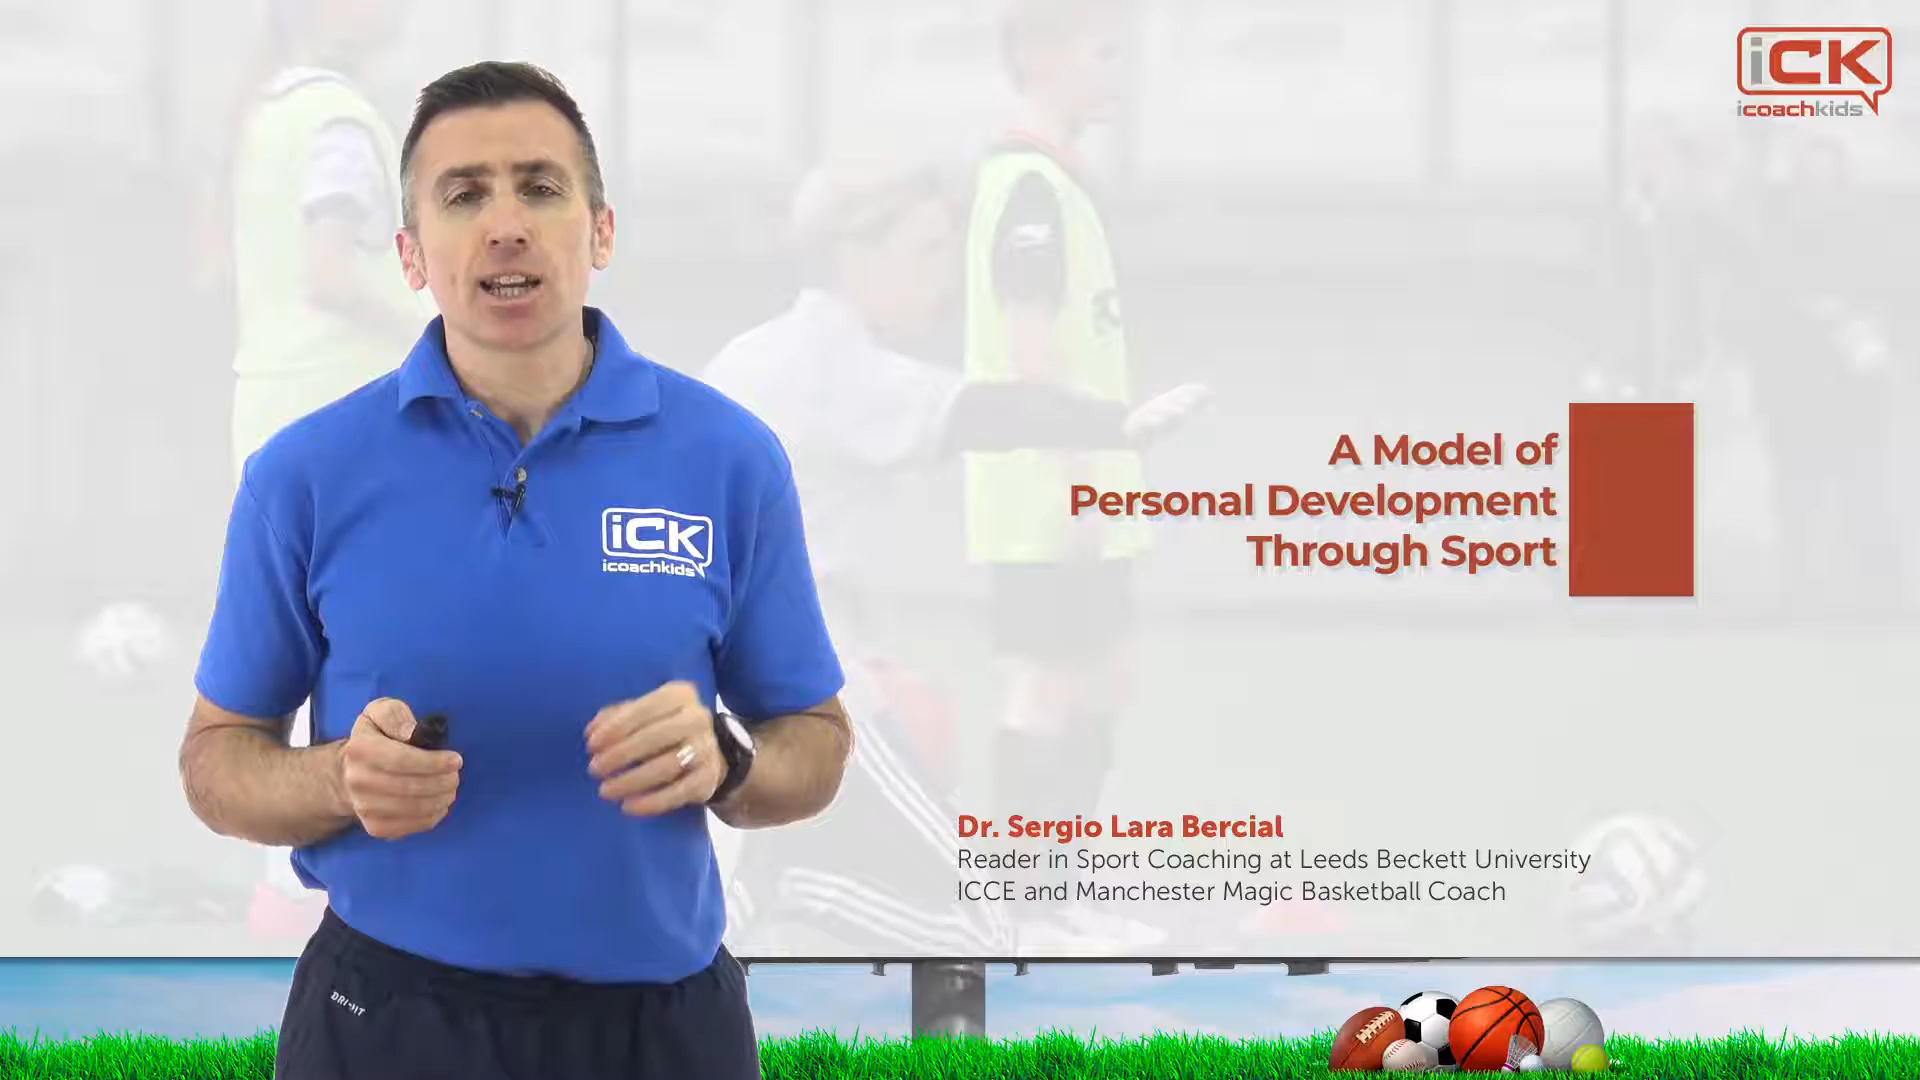 iCK
icoachkids
A Model of
Personal Development
Through Sport
iCK
icoachkids
Dr. Sergio Lara Bercial
Reader in Sport Coaching at Leeds Beckett University
ICCE and Manchester Magic Basketball Coach
DRI-FIT